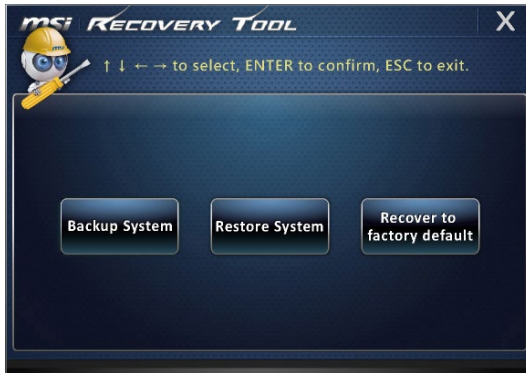 msi RECOVERY TOOL X
↑ ↓ ← → to select, ENTER to confirm, ESC to exit.
Backup System
Restore System
Recover to
factory default